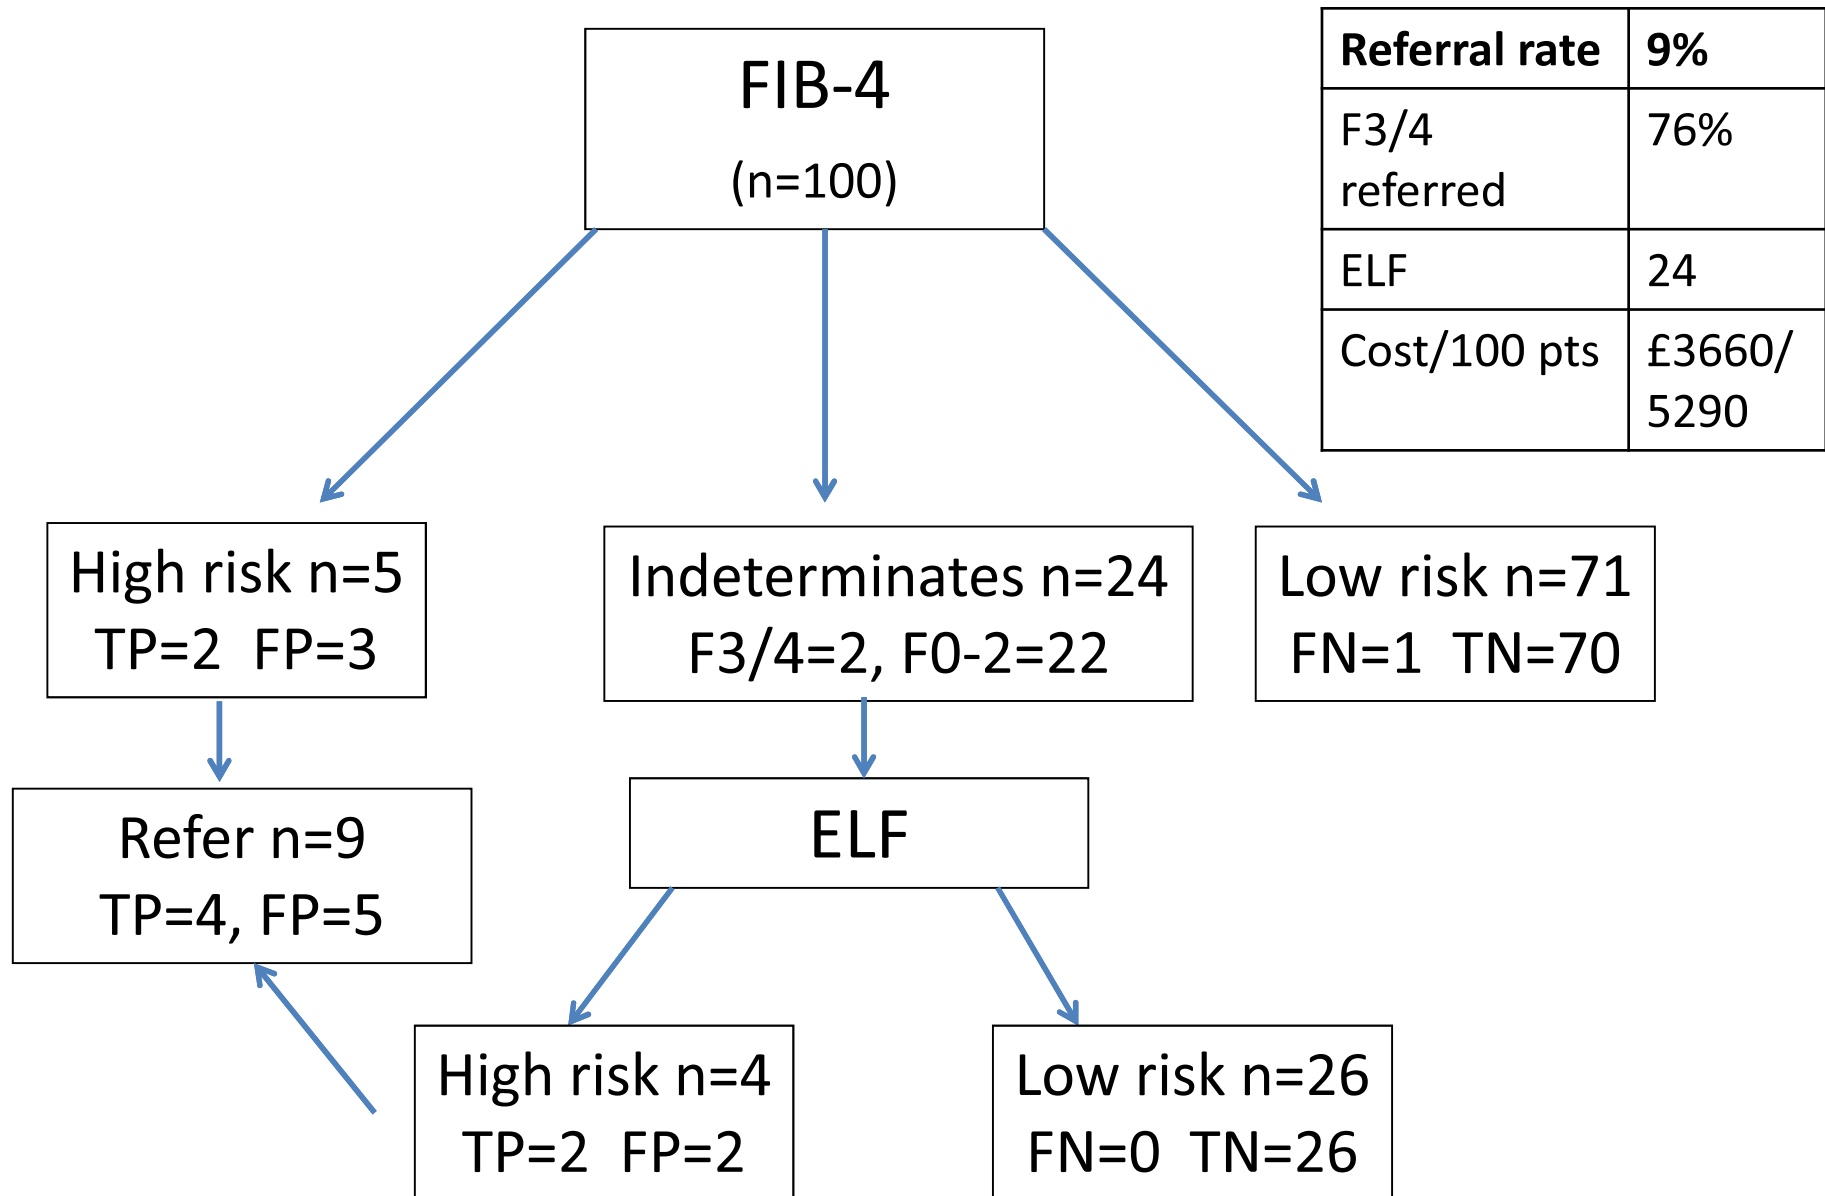 FIB-4
(n=100)
Referral rate 9%
F3/4 76%
referred
ELF 24
Cost/100 pts £3660/
5290
High risk n=5
TP=2 FP=3
Indeterminates n=24
F3/4=2, F0-2=22
Low risk n=71
FN=1 TN=70
Refer n=9
TP=4, FP=5
ELF
High risk n=4
TP=2 FP=2
Low risk n=26
FN=0 TN=26